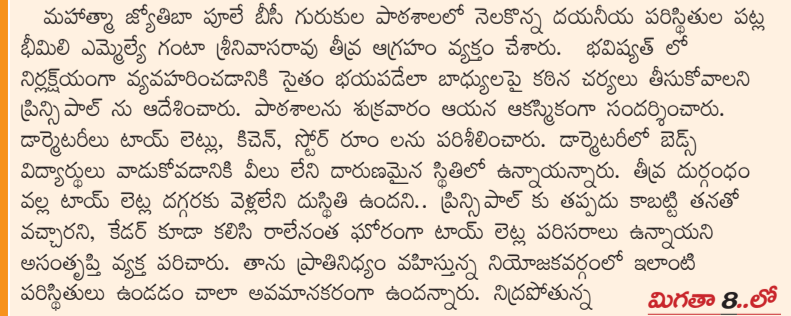 మహాత్మా జ్యోతిబా పూలే బీసీ గురుకుల పాఠశాలలో నెలకొన్న దయనీయ పరిస్థితుల పట్ల
భీమిలి ఎమ్మెల్యే గంటా శ్రీనివాసరావు తీవ్ర ఆగ్రహం వ్యక్తం చేశారు. భవిష్యత్ లో
నిర్లక్ష్యంగా వ్యవహరించడానికి సైతం భయపడేలా బాధ్యులపై కఠిన చర్యలు తీసుకోవాలని
ప్రిన్సిపాల్ ను ఆదేశించారు. పాఠశాలను శుక్రవారం ఆయన ఆకస్మికంగా సందర్శించారు.
డార్మెటరీలు టాయ్ లెట్లు, కిచెన్, స్టోర్ రూం లను పరిశీలించారు. డార్మెటరీలో బెడ్స్
విద్యార్థులు వాడుకోవడానికి వీలు లేని దారుణమైన స్థితిలో ఉన్నాయన్నారు. తీవ్ర దుర్గంధం
వల్ల టాయ్ లెట్ల దగ్గరకు వెళ్లలేని దుస్థితి ఉందని.. ప్రిన్సిపాల్ కు తప్పదు కాబట్టి తనతో
వచ్చారని, కేడర్ కూడా కలిసి రాలేనంత ఘోరంగా టాయ్ లెట్ల పరిసరాలు ఉన్నాయని
అసంతృప్తి వ్యక్త పరిచారు. తాను ప్రాతినిధ్యం వహిస్తున్న నియోజకవర్గంలో ఇలాంటి
పరిస్థితులు ఉండడం చాలా అవమానకరంగా ఉందన్నారు. నిద్రపోతున్న
మిగతా 8..లో